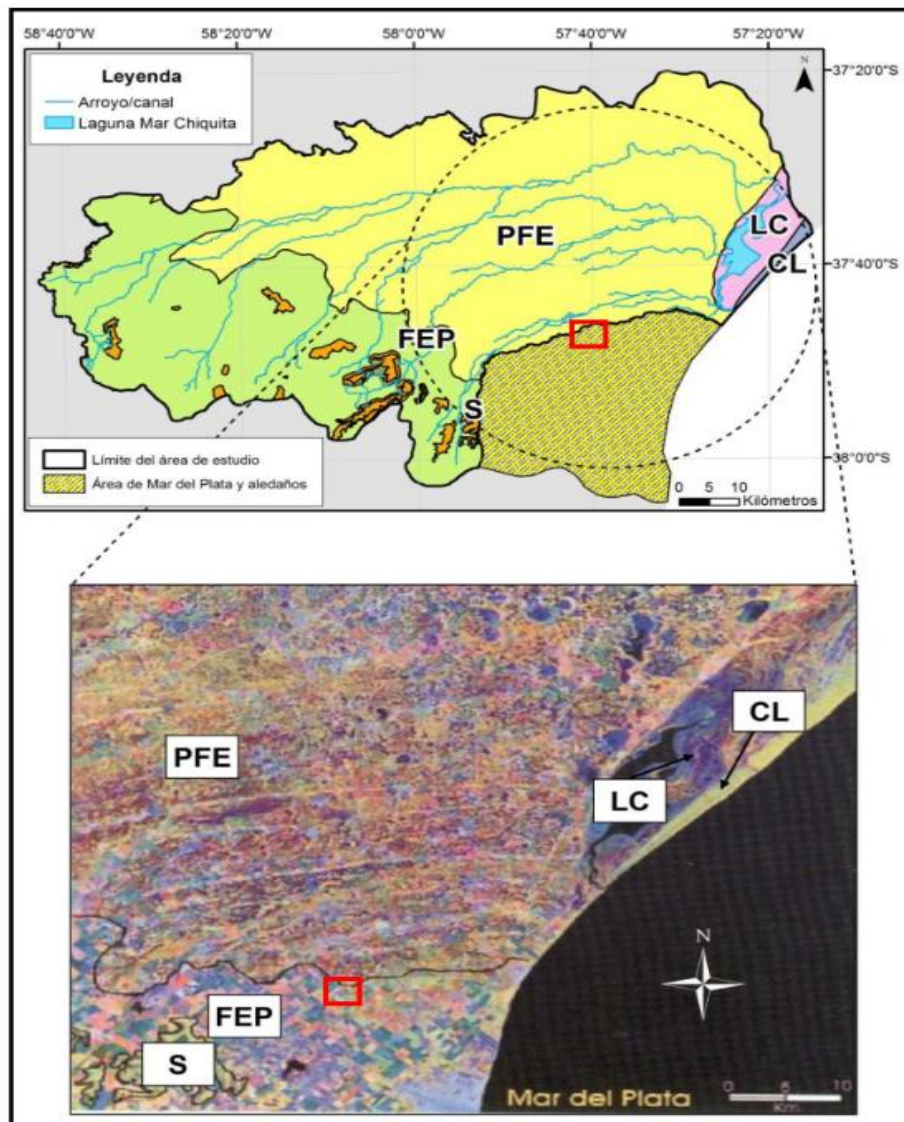 58°40'0"O 58°20'0"O 58°0'0"O 57°40'0"O 57°20'0"O
Leyenda
Arroyo/canal
Laguna Mar Chiquita
N
37°20'0"S
LC
PFE
CL
37°40'0"S
FEP
S
Límite del área de estudio
Área de Mar del Plata y aledaños
38°0'0"S
0 5 10
Kilómetros
CL
PFE
LC
N
FEP
S
Mar del Plata
0 6 10
Km